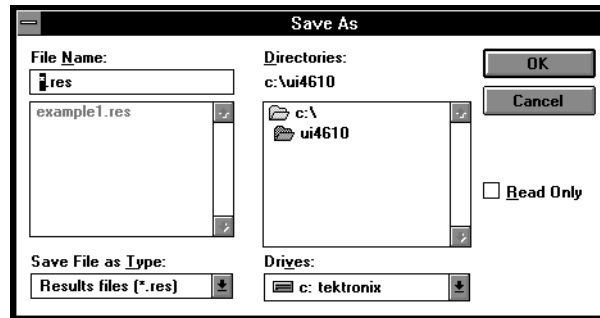 Save As
File Name:
*.res
example1.res
Save File as Type:
Results files (*.res)
Directories:
c:\ui4610
c:\
ui4610
Drives:
c: tektronix
OK
Cancel
Read Only